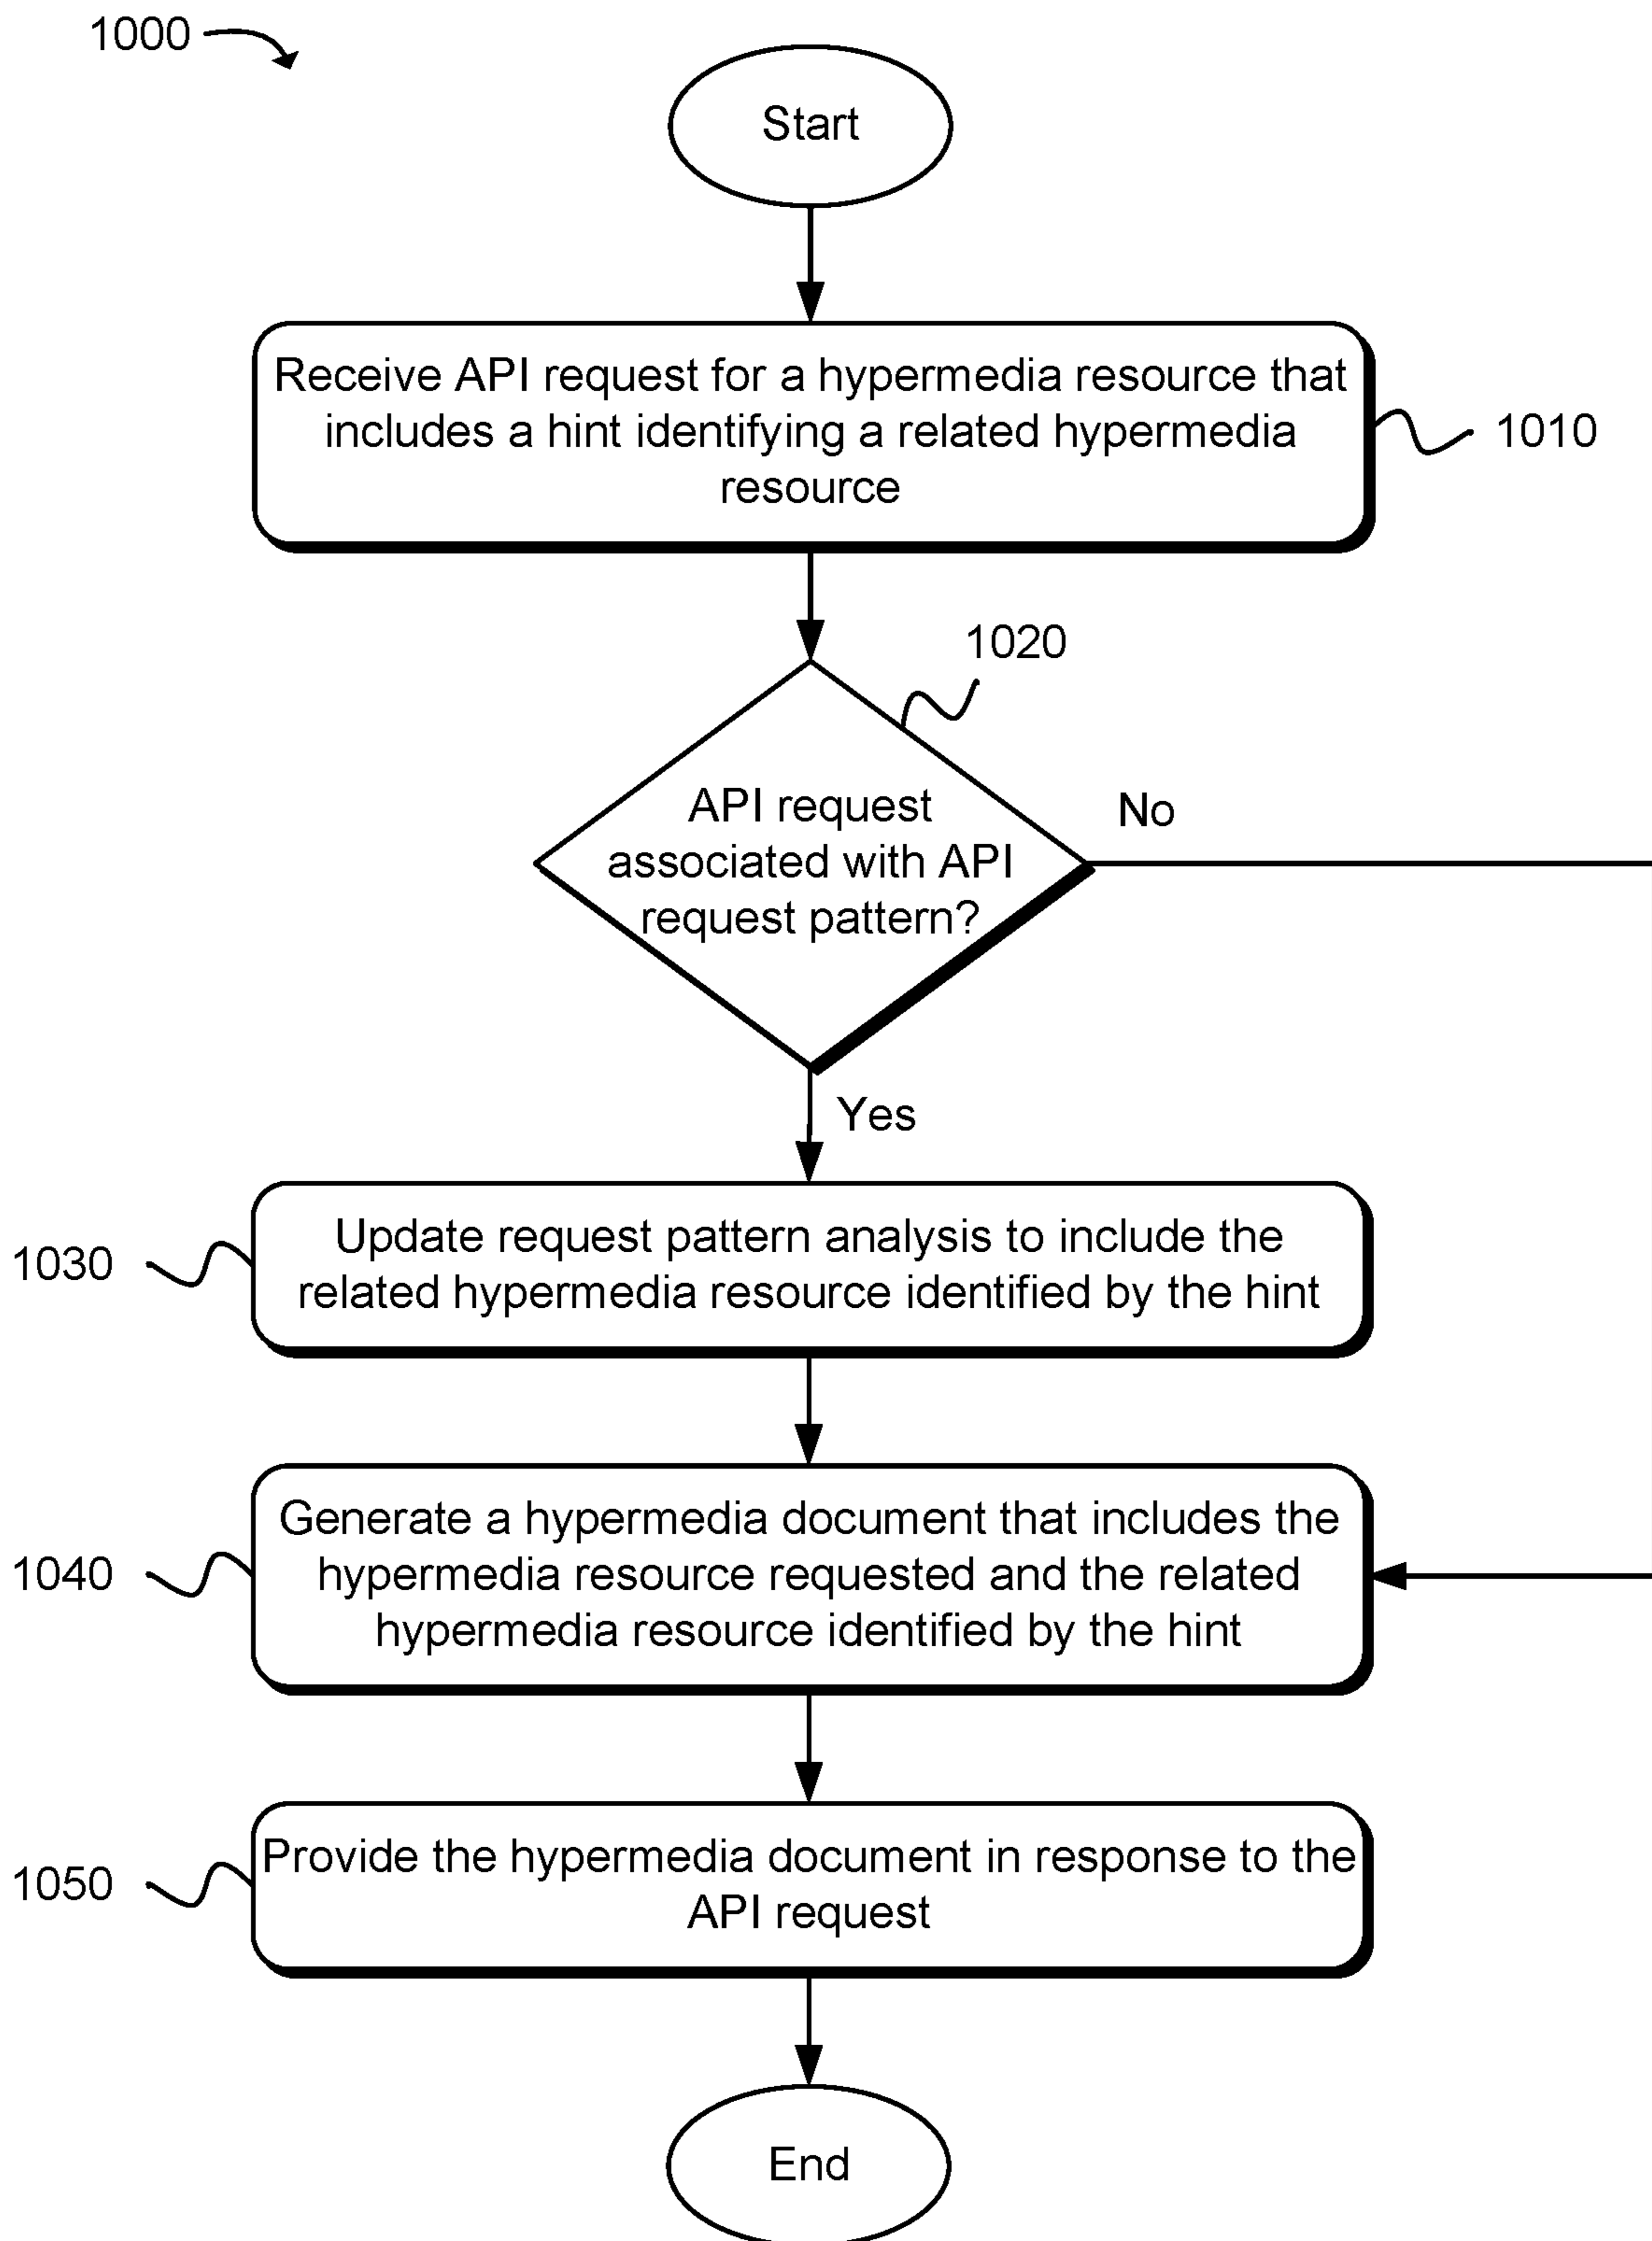 1000
Start
Receive API request for a hypermedia resource that
includes a hint identifying a related hypermedia
resource
1010
1020
API request
associated with API
request pattern?
No
Yes
1030
Update request pattern analysis to include the
related hypermedia resource identified by the hint
1040
Generate a hypermedia document that includes the
hypermedia resource requested and the related
hypermedia resource identified by the hint
1050
Provide the hypermedia document in response to the
API request
End